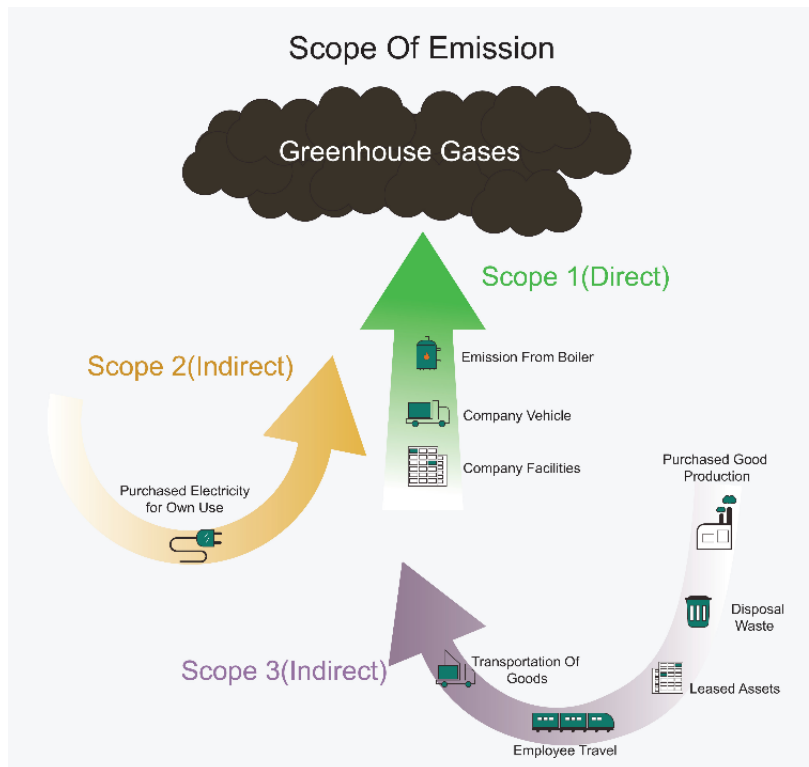 Scope Of Emission
Greenhouse Gases
Scope 1(Direct)
Emission From Boiler
Company Vehicle
Company Facilities
Scope 2(Indirect)
Purchased Electricity
for Own Use
Purchased Good
Production
Disposal
Waste
Leased Assets
Employee Travel
Transportation Of
Goods
Scope 3(Indirect)